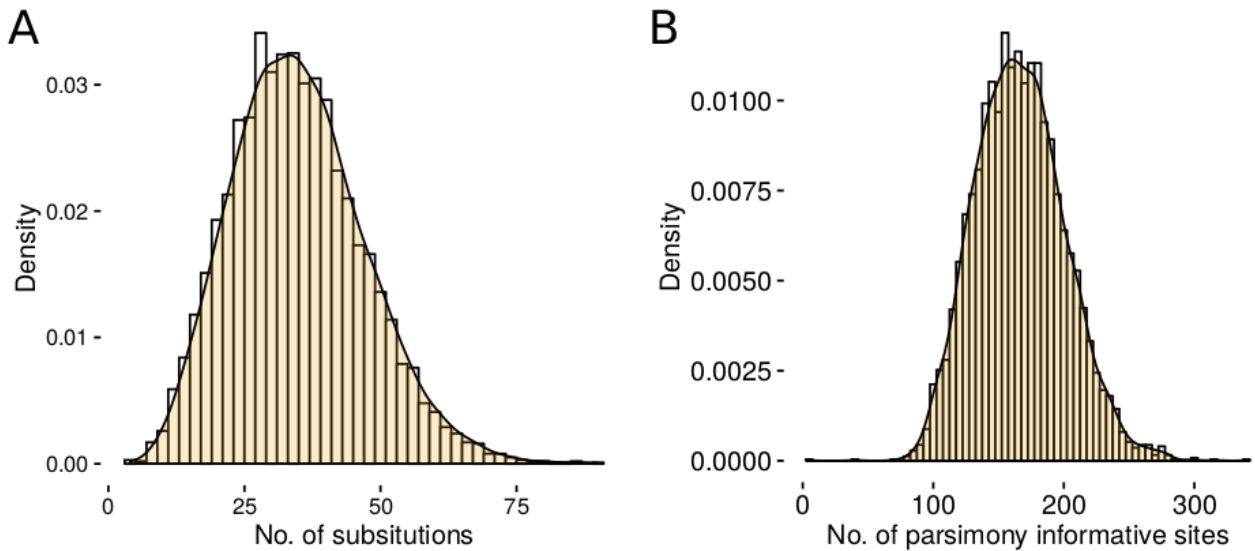 A
Density
0.03
0.02
0.01
0.00
0 25 50 75
No. of subsitutions
B
Density
0.0100
0.0075
0.0050
0.0025
0.0000
0 100 200 300
No. of parsimony informative sites